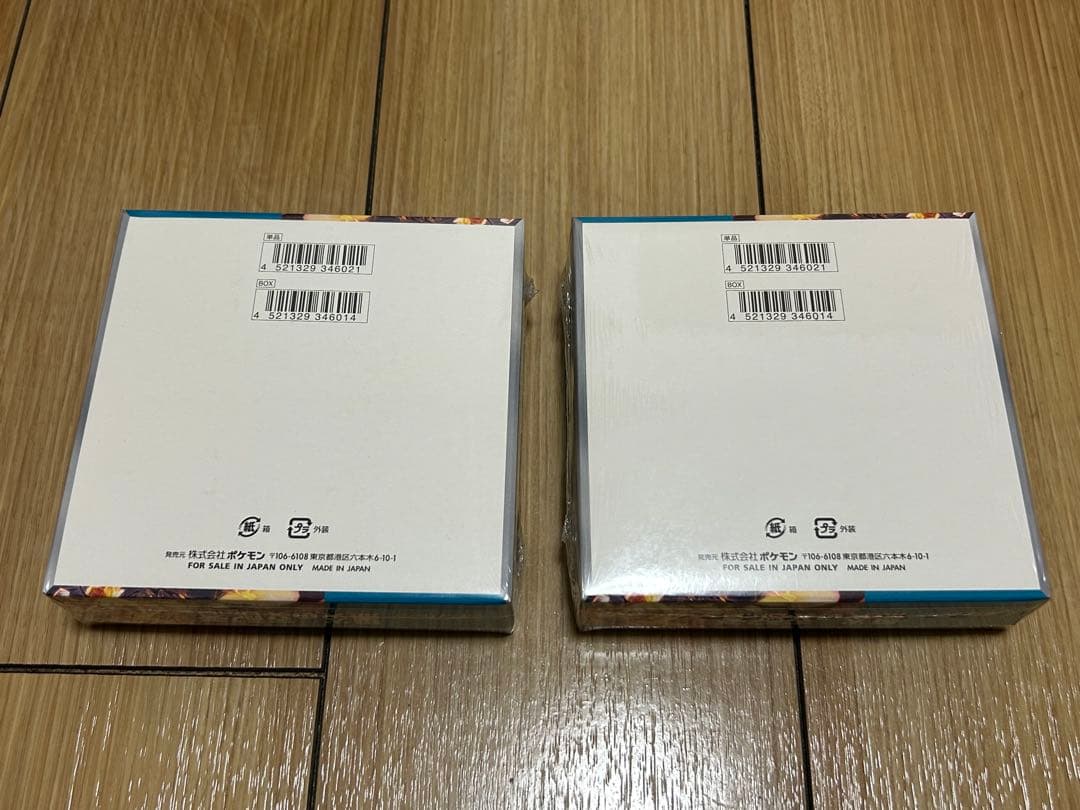 単品
4 521329 346021
BOX
4 521329 346014
紙 箱 プラ 外装
発売元 株式会社ポケモン 〒106-6108 東京都港区六本木6-10-1
FOR SALE IN JAPAN ONLY MADE IN JAPAN
単品
4 521329 346021
BOX
4 521329 346014
紙 箱 プラ 外装
発売元 株式会社ポケモン 〒106-6108 東京都港区六本木6-10-1
FOR SALE IN JAPAN ONLY MADE IN JAPAN